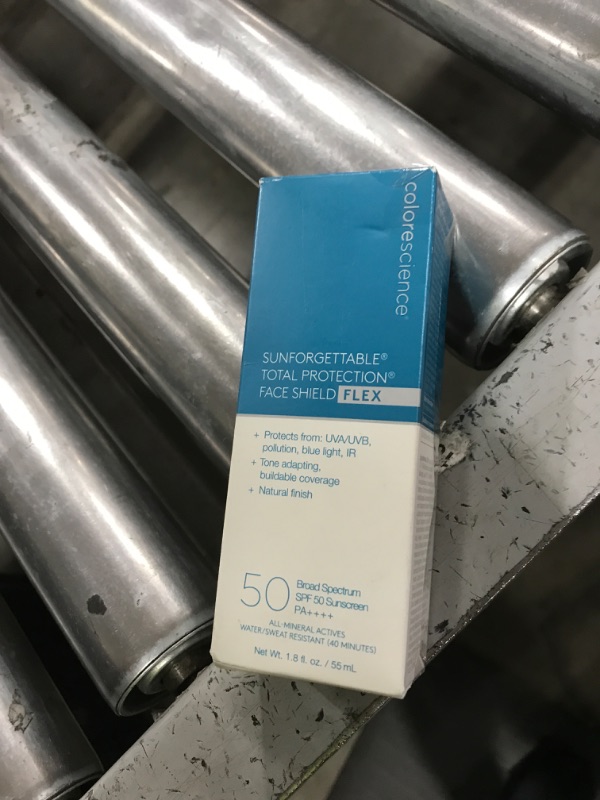 colorescience®
SUNFORGETTABLE®
TOTAL PROTECTION®
FACE SHIELD FLEX
+ Protects from: UVA/UVB,
pollution, blue light, IR
+ Tone adapting,
buildable coverage
+ Natural finish
50 Broad Spectrum
SPF 50 Sunscreen
PA++++
ALL-MINERAL ACTIVES
WATER/SWEAT RESISTANT (40 MINUTES)
Net Wt. 1.8 fl. oz. / 55 mL